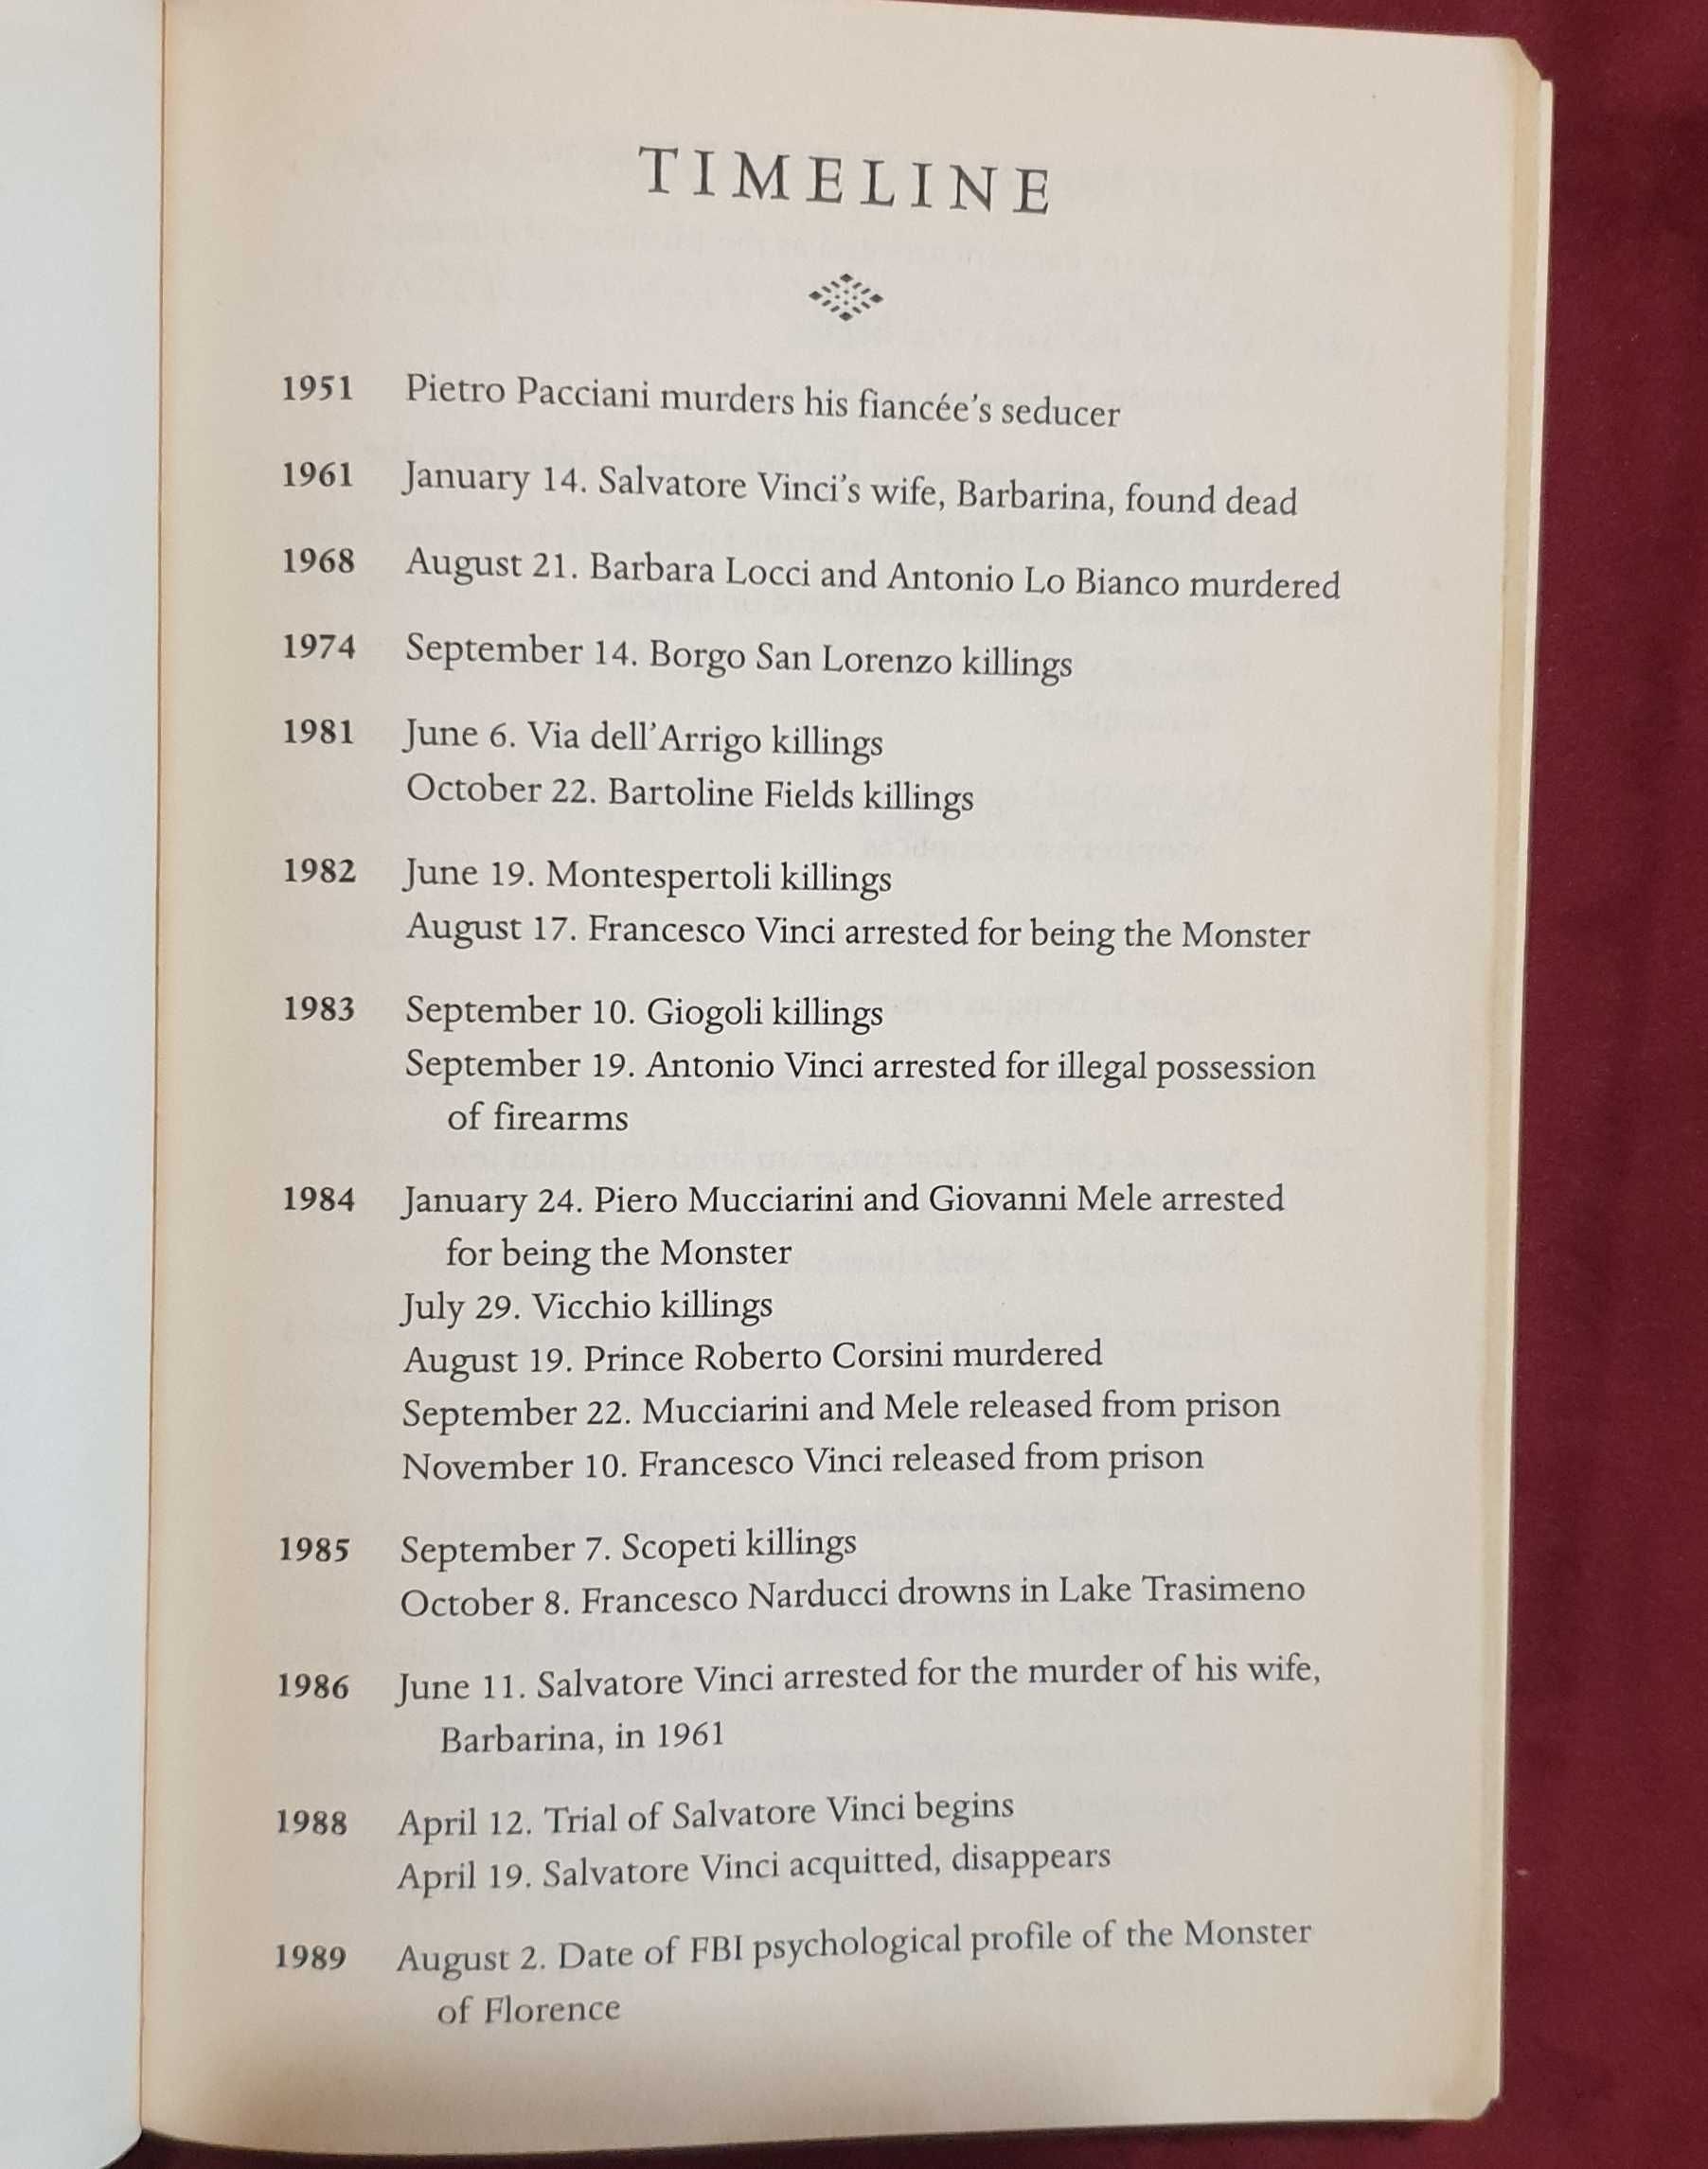 TIMELINE
1951 Pietro Pacciani murders his fiancée's seducer
1961 January 14. Salvatore Vinci's wife, Barbarina, found dead
1968 August 21. Barbara Locci and Antonio Lo Bianco murdered
1974 September 14. Borgo San Lorenzo killings
1981 June 6. Via dell'Arrigo killings
October 22. Bartoline Fields killings
1982 June 19. Montespertoli killings
August 17. Francesco Vinci arrested for being the Monster
1983 September 10. Giogoli killings
September 19. Antonio Vinci arrested for illegal possession
of firearms
1984 January 24. Piero Mucciarini and Giovanni Mele arrested
for being the Monster
July 29. Vicchio killings
August 19. Prince Roberto Corsini murdered
September 22. Mucciarini and Mele released from prison
November 10. Francesco Vinci released from prison
1985 September 7. Scopeti killings
October 8. Francesco Narducci drowns in Lake Trasimeno
1986 June 11. Salvatore Vinci arrested for the murder of his wife,
Barbarina, in 1961
1988 April 12. Trial of Salvatore Vinci begins
April 19. Salvatore Vinci acquitted, disappears
1989 August 2. Date of FBI psychological profile of the Monster
of Florence